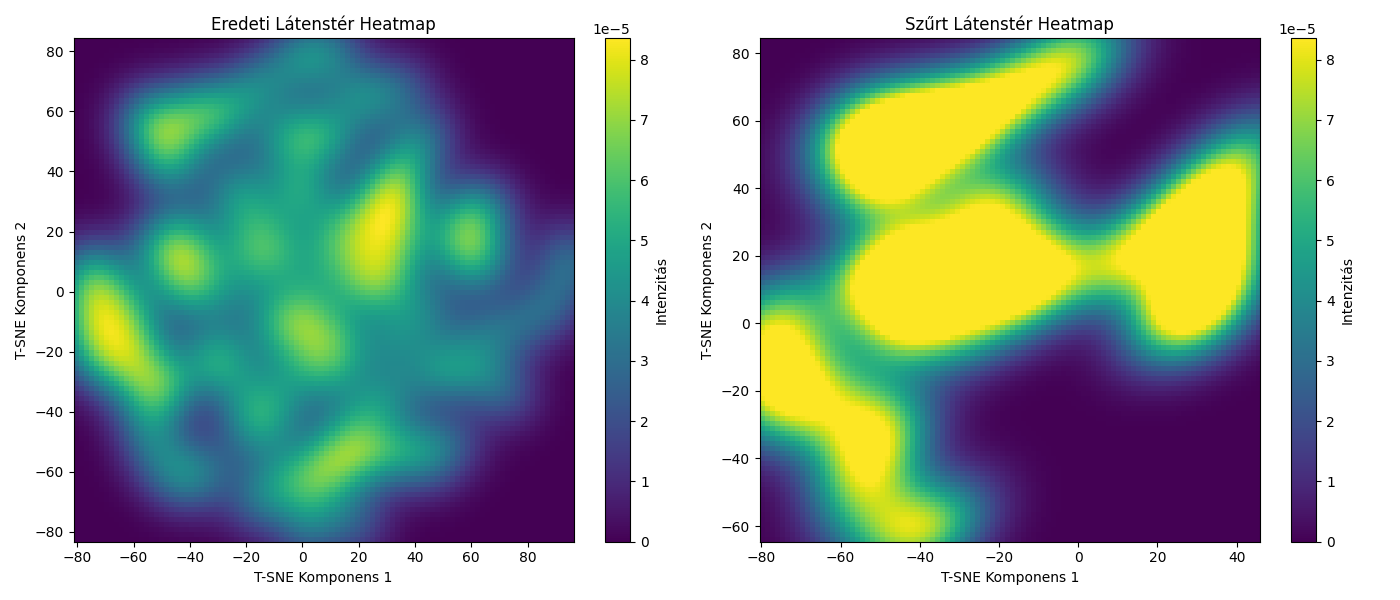 Eredeti Látenstér Heatmap
1e−5
80
60
40
20
0
−20
−40
−60
−80
T-SNE Komponens 2
−80 −60 −40 −20 0 20 40 60 80
T-SNE Komponens 1
8
7
6
5
4
3
2
1
0
Intenzitás
Szűrt Látenstér Heatmap
1e−5
80
60
40
20
0
−20
−40
−60
T-SNE Komponens 2
−80 −60 −40 −20 0 20 40
T-SNE Komponens 1
8
7
6
5
4
3
2
1
0
Intenzitás